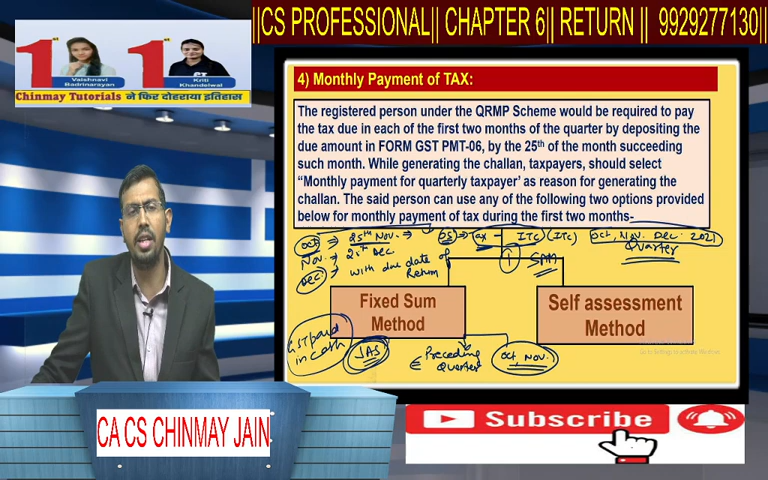 ||CS PROFESSIONAL|| CHAPTER 6|| RETURN || 9929277130||
1st
1st
Vaishnavi Badrinarayan
Kriti Khandelwal
Chinmay Tutorials ने फिर दोहराया इतिहास
4) Monthly Payment of TAX:
The registered person under the QRMP Scheme would be required to pay
the tax due in each of the first two months of the quarter by depositing the
due amount in FORM GST PMT-06, by the 25th of the month succeeding
such month. While generating the challan, taxpayers, should select
“Monthly payment for quarterly taxpayer’ as reason for generating the
challan. The said person can use any of the following two options provided
below for monthly payment of tax during the first two months-
Oct 25th Nov. Tax - ITC (ITC) Oct, Nov. Dec. 2021
Nov. 25th Dec Quarter
Dec with due date of
Return
1 SAM
Fixed Sum
Method
Self assessment
Method
GST paid
in cash
JAS
Preceding
Quarter
Oct, Nov.
CA CS CHINMAY JAIN
Subscribe